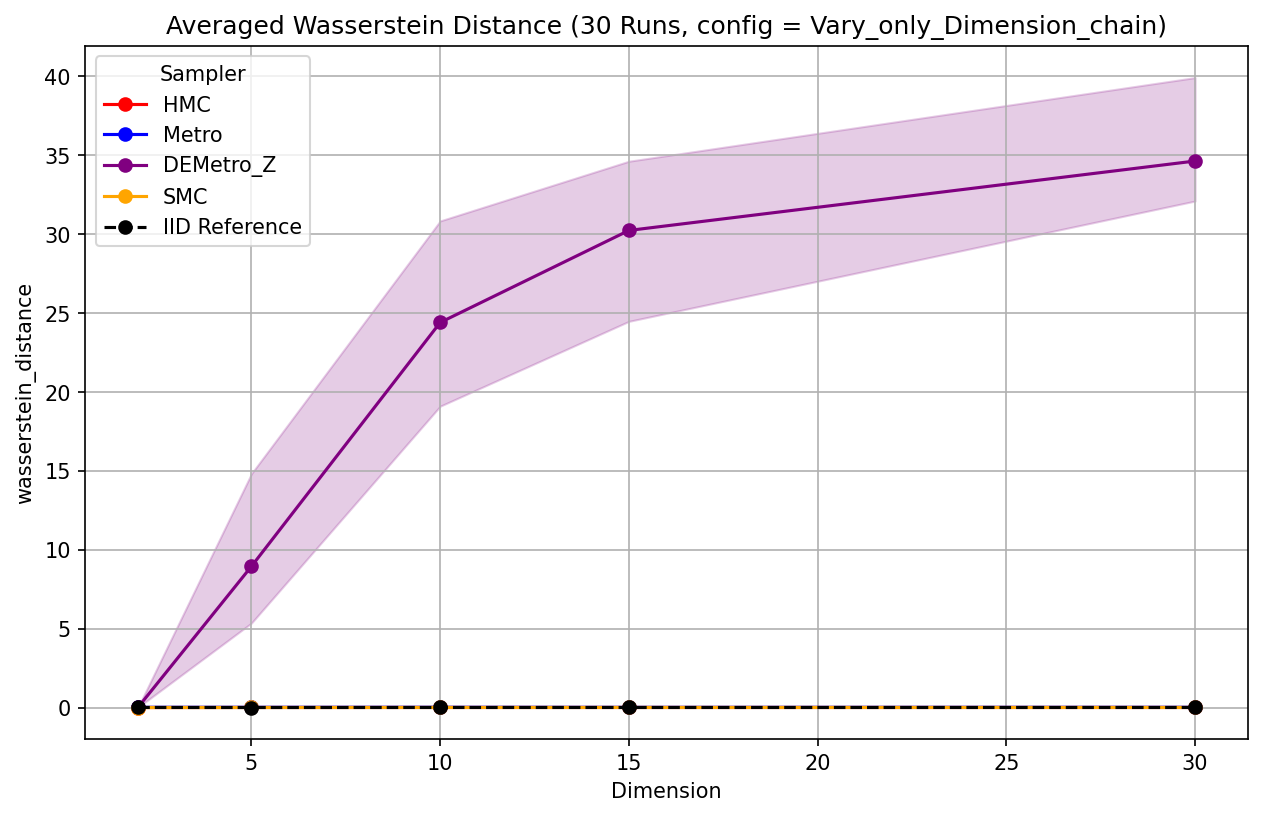 Averaged Wasserstein Distance (30 Runs, config = Vary_only_Dimension_chain)
Sampler
HMC
Metro
DEMetro_Z
SMC
IID Reference
wasserstein_distance
40
35
30
25
20
15
10
5
0
5
10
15
20
25
30
Dimension